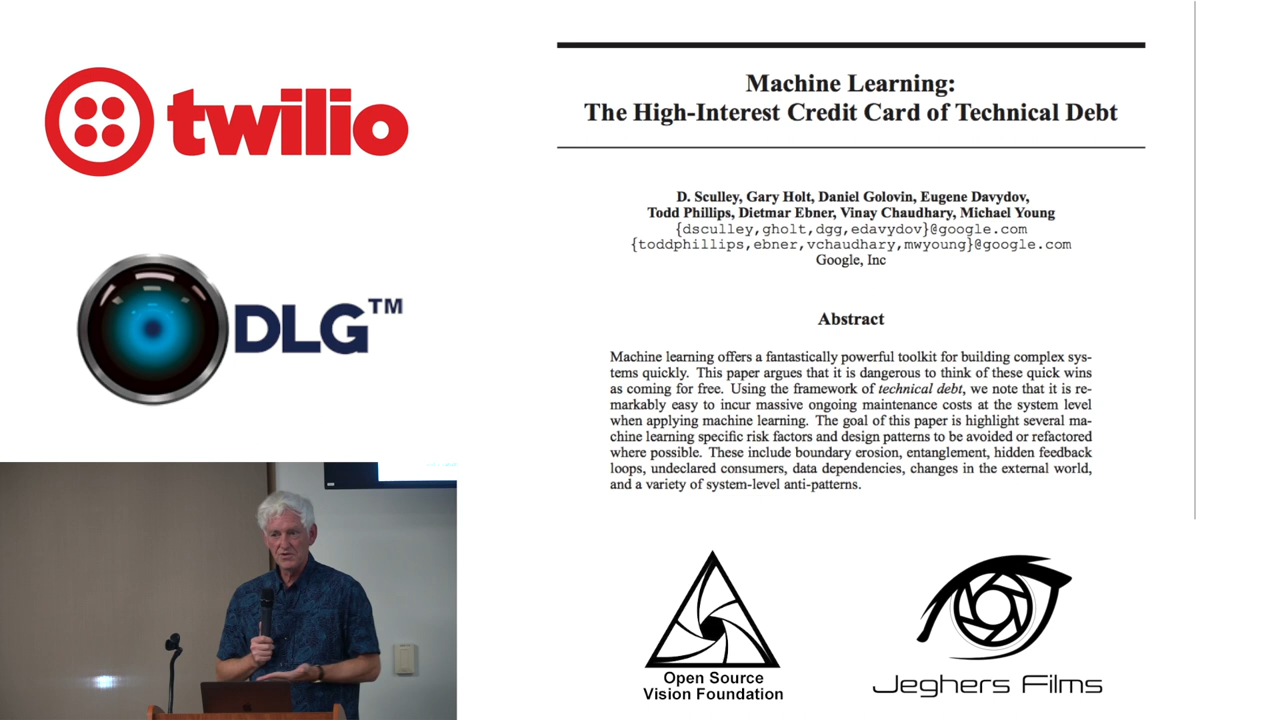 twilio
DLG™
Machine Learning:
The High-Interest Credit Card of Technical Debt
D. Sculley, Gary Holt, Daniel Golovin, Eugene Davydov,
Todd Phillips, Dietmar Ebner, Vinay Chaudhary, Michael Young
{dsculley,gholt,dgg,edavydov}@google.com
{toddphillips,ebner,vchaudhary,mwyoung}@google.com
Google, Inc
Abstract
Machine learning offers a fantastically powerful toolkit for building complex sys-
tems quickly. This paper argues that it is dangerous to think of these quick wins
as coming for free. Using the framework of technical debt, we note that it is re-
markably easy to incur massive ongoing maintenance costs at the system level
when applying machine learning. The goal of this paper is highlight several ma-
chine learning specific risk factors and design patterns to be avoided or refactored
where possible. These include boundary erosion, entanglement, hidden feedback
loops, undeclared consumers, data dependencies, changes in the external world,
and a variety of system-level anti-patterns.
Open Source
Vision Foundation
Jeghers Films